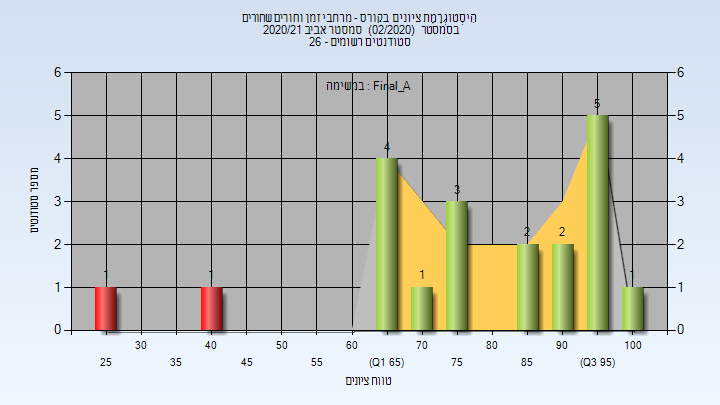 היסטוגרמת ציונים בקורס - מרחבי זמן וחורים שחורים
בסמסטר (02/2020) סמסטר אביב 2020/21
סטודנטים רשומים - 26
במשימה : Final_A
מספר סטודנטים
6 6
5 5
4 4
3 3
2 2
1 1
0 0
1 1 4 1 3 2 2 5 1
30 40 50 60 70 80 90 100
25 35 45 55 (Q1 65) 75 85 (Q3 95)
טווח ציונים